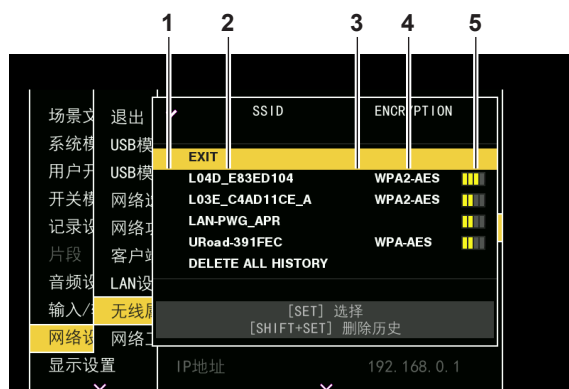 1 2 3 4 5
SSID ENCRYPTION
EXIT
L04D_E83ED104 WPA2-AES
L03E_C4AD11CE_A WPA2-AES
LAN-PWG_APR
URoad-391FEC WPA-AES
DELETE ALL HISTORY
[SET] 选择
[SHIFT+SET] 删除历史
场景文
系统模
用户开
开关模
记录设
片段
音频设
输入/
网络设
显示设置
退出
USB模
USB模
网络
网络功
客户端
LAN设
无线属
网络工
IP地址 192.168.0.1